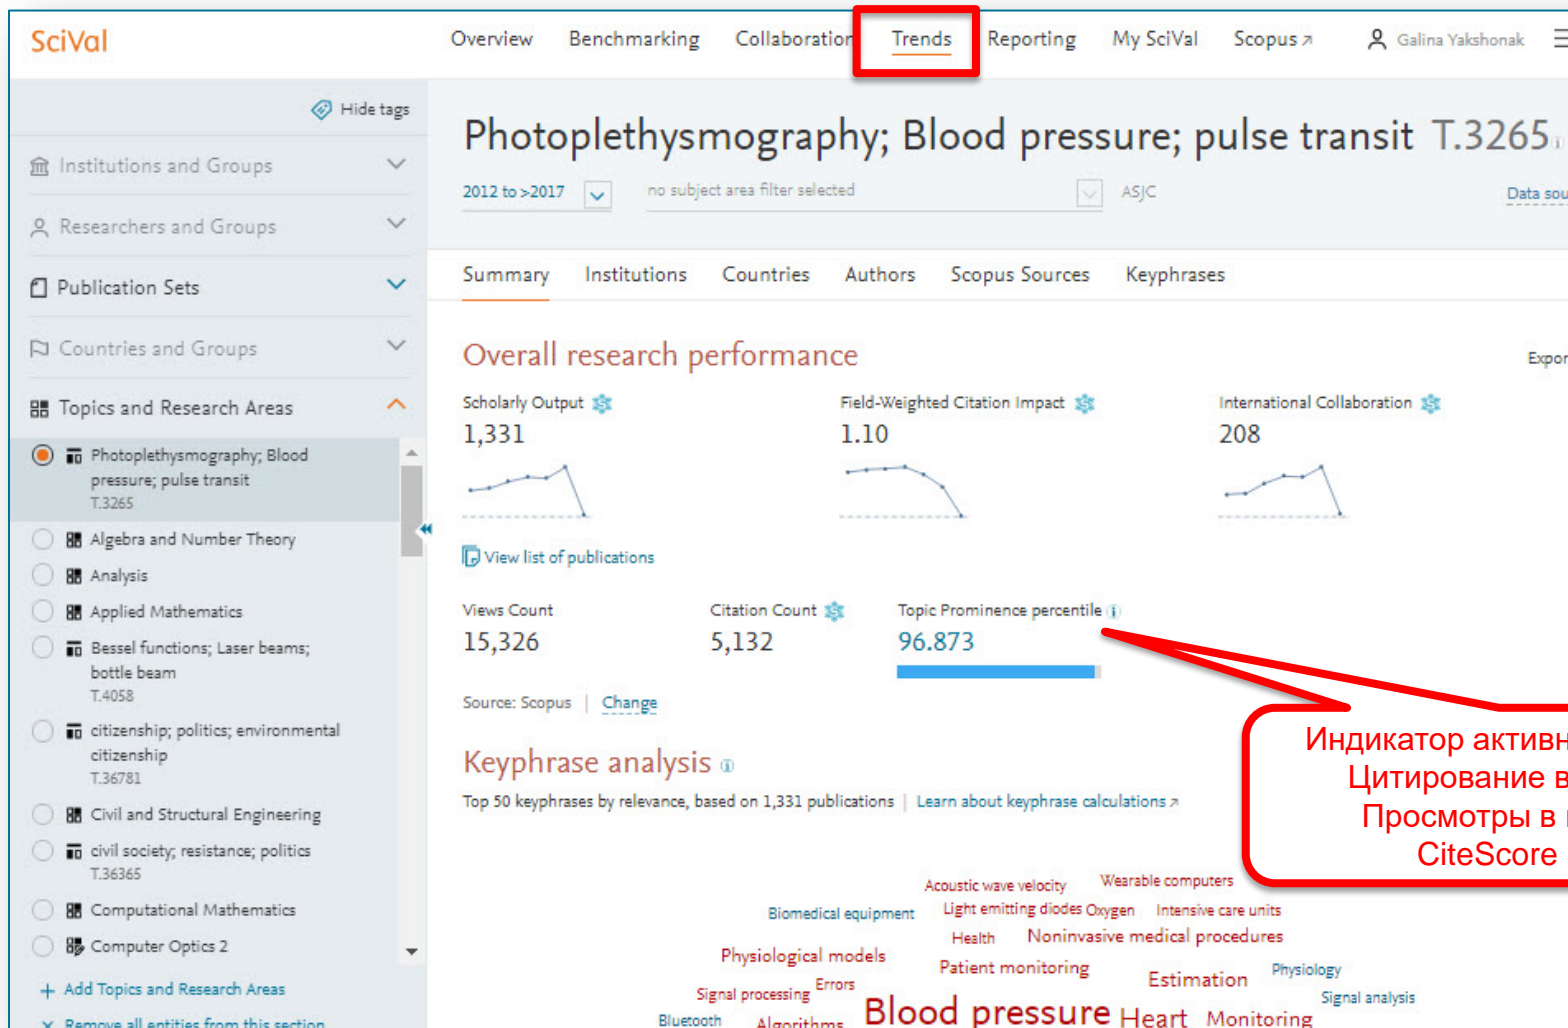 SciVal
Overview Benchmarking Collaboration Trends Reporting My SciVal Scopus Galina Yakshonak
Hide tags
Institutions and Groups
Researchers and Groups
Publication Sets
Countries and Groups
Topics and Research Areas
Photoplethysmography; Blood
pressure; pulse transit
T.3265
Algebra and Number Theory
Analysis
Applied Mathematics
Bessel functions; Laser beams;
bottle beam
T.4058
citizenship; politics; environmental
citizenship
T.36781
Civil and Structural Engineering
civil society; resistance; politics
T.36365
Computational Mathematics
Computer Optics 2
+ Add Topics and Research Areas
× Remove all entities from this section
Photoplethysmography; Blood pressure; pulse transit T.3265
2012 to >2017 no subject area filter selected ASJC Data sou
Summary Institutions Countries Authors Scopus Sources Keyphrases
Overall research performance
Expor
Scholarly Output Field-Weighted Citation Impact International Collaboration
1,331 1.10 208
View list of publications
Views Count Citation Count Topic Prominence percentile
15,326 5,132 96.873
Source: Scopus | Change
Индикатор активн
Цитирование в
Просмотры в
CiteScore
Keyphrase analysis
Top 50 keyphrases by relevance, based on 1,331 publications | Learn about keyphrase calculations
Acoustic wave velocity Wearable computers
Biomedical equipment Light emitting diodes Oxygen Intensive care units
Health Noninvasive medical procedures
Physiological models Patient monitoring Estimation Physiology
Signal processing Errors Signal analysis
Bluetooth Algorithms Blood pressure Heart Monitoring